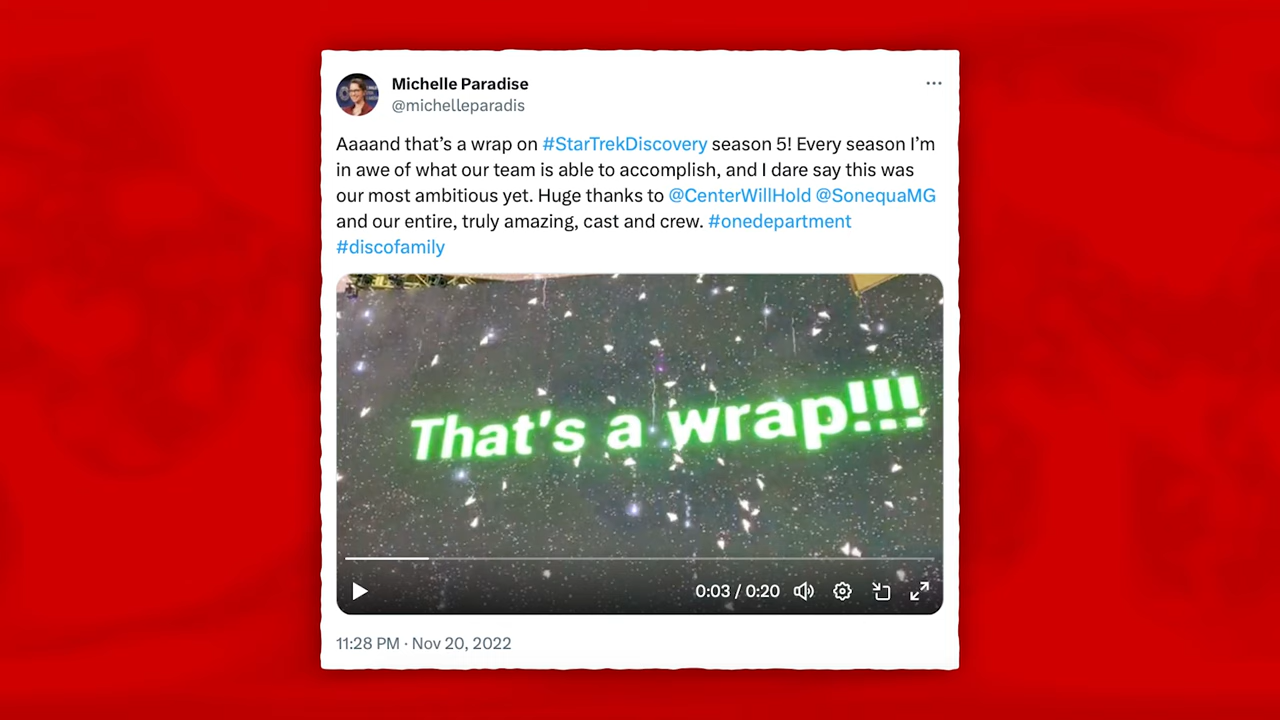 Michelle Paradise
@michelleparadis
Aaaand that’s a wrap on #StarTrekDiscovery season 5! Every season I’m
in awe of what our team is able to accomplish, and I dare say this was
our most ambitious yet. Huge thanks to @CenterWillHold @SonequaMG
and our entire, truly amazing, cast and crew. #onedepartment
#discofamily
That's a wrap!!!
0:03 / 0:20
11:28 PM · Nov 20, 2022